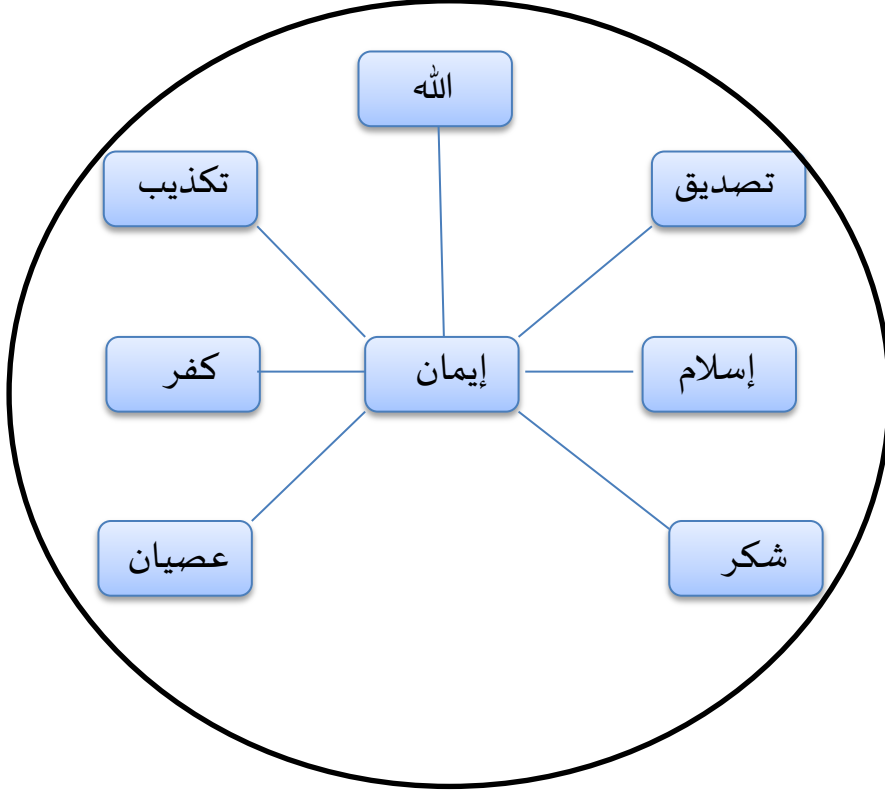 الله
تصديق
تكذيب
إسلام
إيمان
كفر
شكر
عصيان